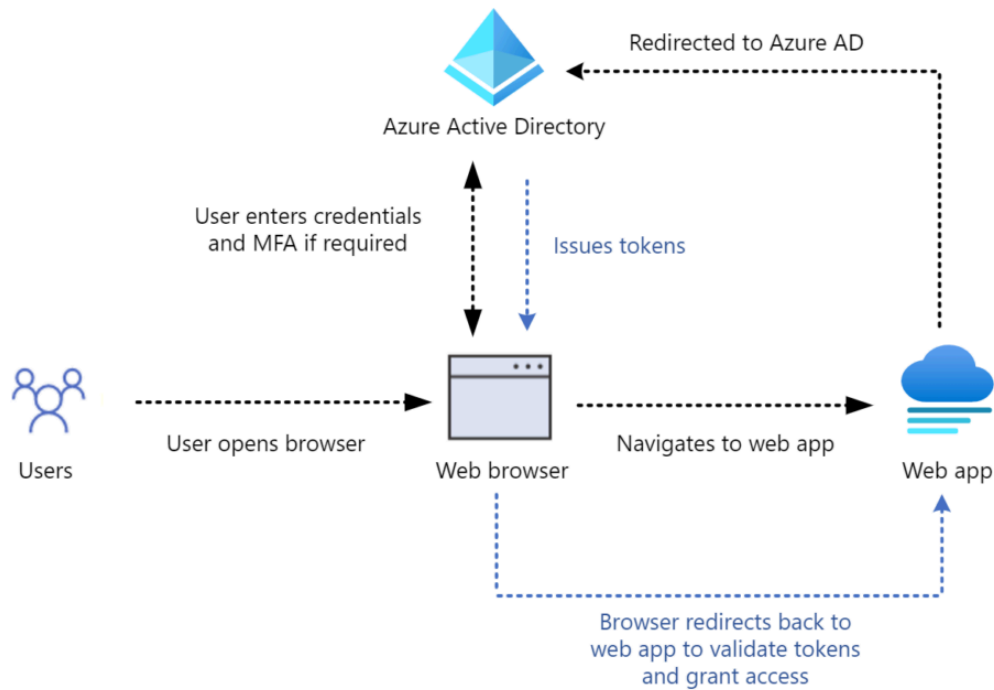 Redirected to Azure AD
Azure Active Directory
User enters credentials
and MFA if required
Issues tokens
User opens browser
Navigates to web app
Users
Web browser
Web app
Browser redirects back to
web app to validate tokens
and grant access